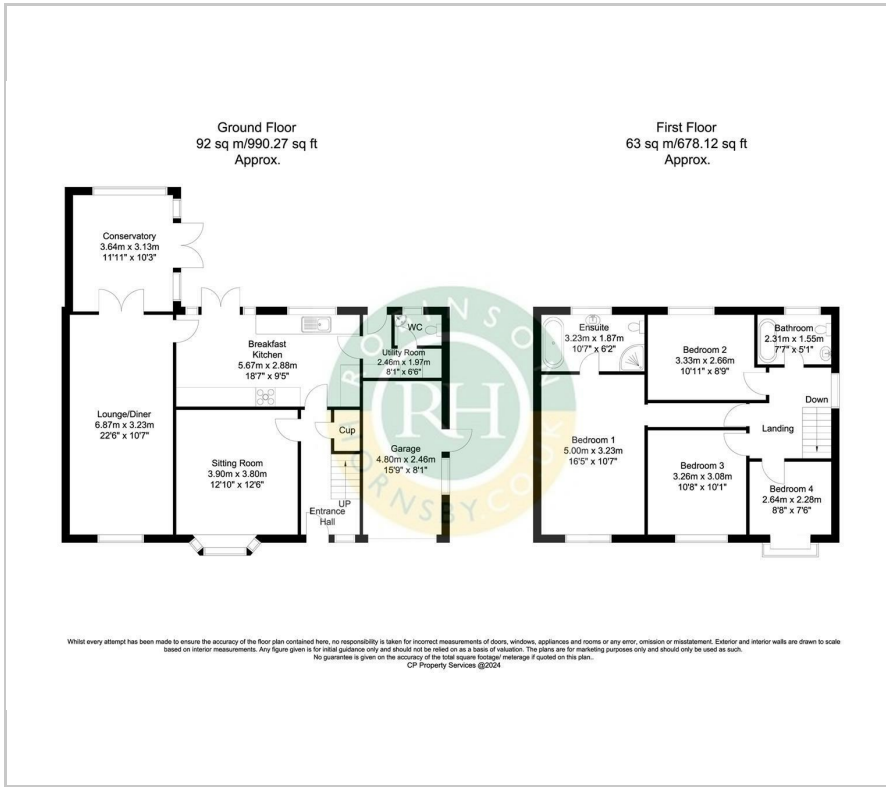 Ground Floor
92 sq m/990.27 sq ft
Approx.
First Floor
63 sq m/678.12 sq ft
Approx.
Conservatory
3.64m x 3.13m
11'11" x 10'3"
Breakfast
Kitchen
5.67m x 2.88m
18'7" x 9'5"
WC
Utility Room
2.46m x 1.97m
8'1" x 6'6"
Lounge/Diner
6.87m x 3.23m
22'6" x 10'7"
Sitting Room
3.90m x 3.80m
12'10" x 12'6"
Cup
UP
Entrance
Hall
Garage
4.80m x 2.46m
15'9" x 8'1"
Ensuite
3.23m x 1.87m
10'7" x 6'2"
Bedroom 2
3.33m x 2.66m
10'11" x 8'9"
Bathroom
2.31m x 1.55m
7'7" x 5'1"
Down
Landing
Bedroom 1
5.00m x 3.23m
16'5" x 10'7"
Bedroom 3
3.26m x 3.08m
10'8" x 10'1"
Bedroom 4
2.64m x 2.28m
8'8" x 7'6"
ROBINSON
RH
HORNSBY.CO.UK
Whilst every attempt has been made to ensure the accuracy of the floor plan contained here, no responsibility is taken for incorrect measurements of doors, windows, appliances and rooms or any error, omission or misstatement. Exterior and interior walls are drawn to scale
based on interior measurements. Any figure given is for initial guidance only and should not be relied on as a basis of valuation. The plans are for marketing purposes only and should only be used as such.
No guarantee is given on the accuracy of the total square footage/ meterage if quoted on this plan..
CP Property Services @2024